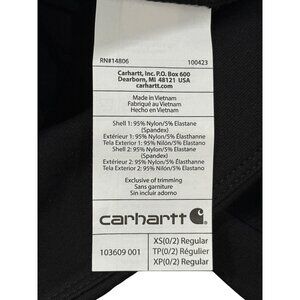 RN#14806 100423
Carhartt, Inc. P.O. Box 600
Dearborn, MI 48121 USA
carhartt.com
Made in Vietnam
Fabriqué au Vietnam
Hecho en Vietnam
Shell 1: 95% Nylon/5% Elastane
(Spandex)
Extérieur 1: 95% Nylon/5% Élasthanne
Tela Exterior 1: 95% Nilón/5% Elastano
Shell 2: 95% Nylon/5% Elastane
(Spandex)
Extérieur 2: 95% Nylon/5% Élasthanne
Tela Exterior 2: 95% Nilón/5% Elastano
Exclusive of trimming
Sans garniture
Sin incluir adorno
carhartt
103609 001
XS(0/2) Regular
TP(0/2) Régulier
XP(0/2) Regular